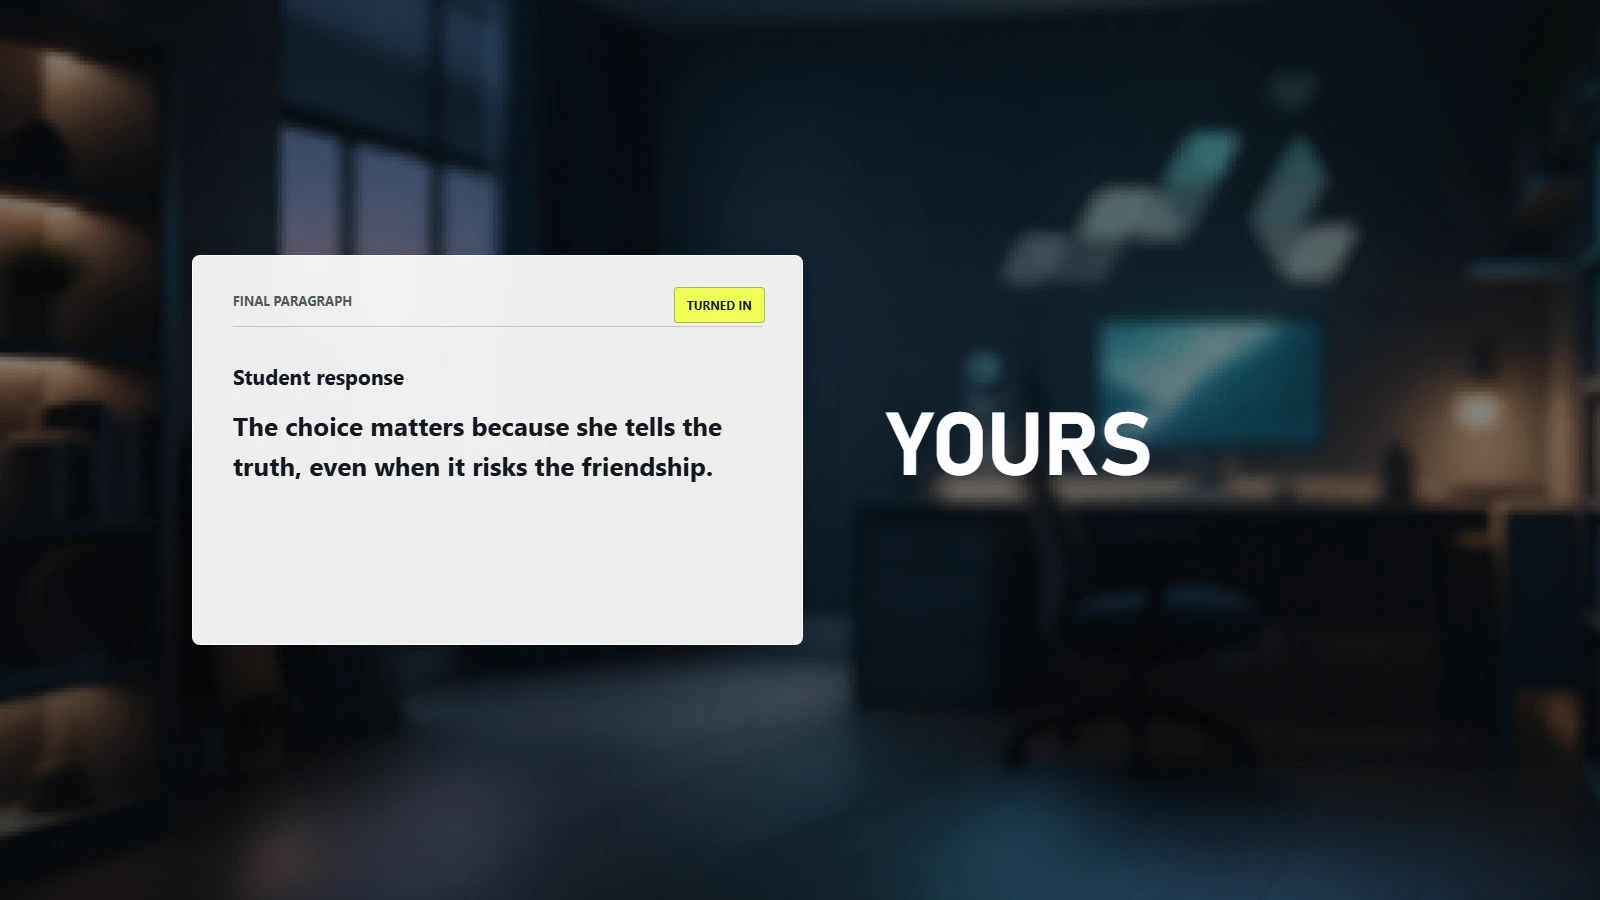 FINAL PARAGRAPH
TURNED IN
Student response
The choice matters because she tells the
truth, even when it risks the friendship.
YOURS